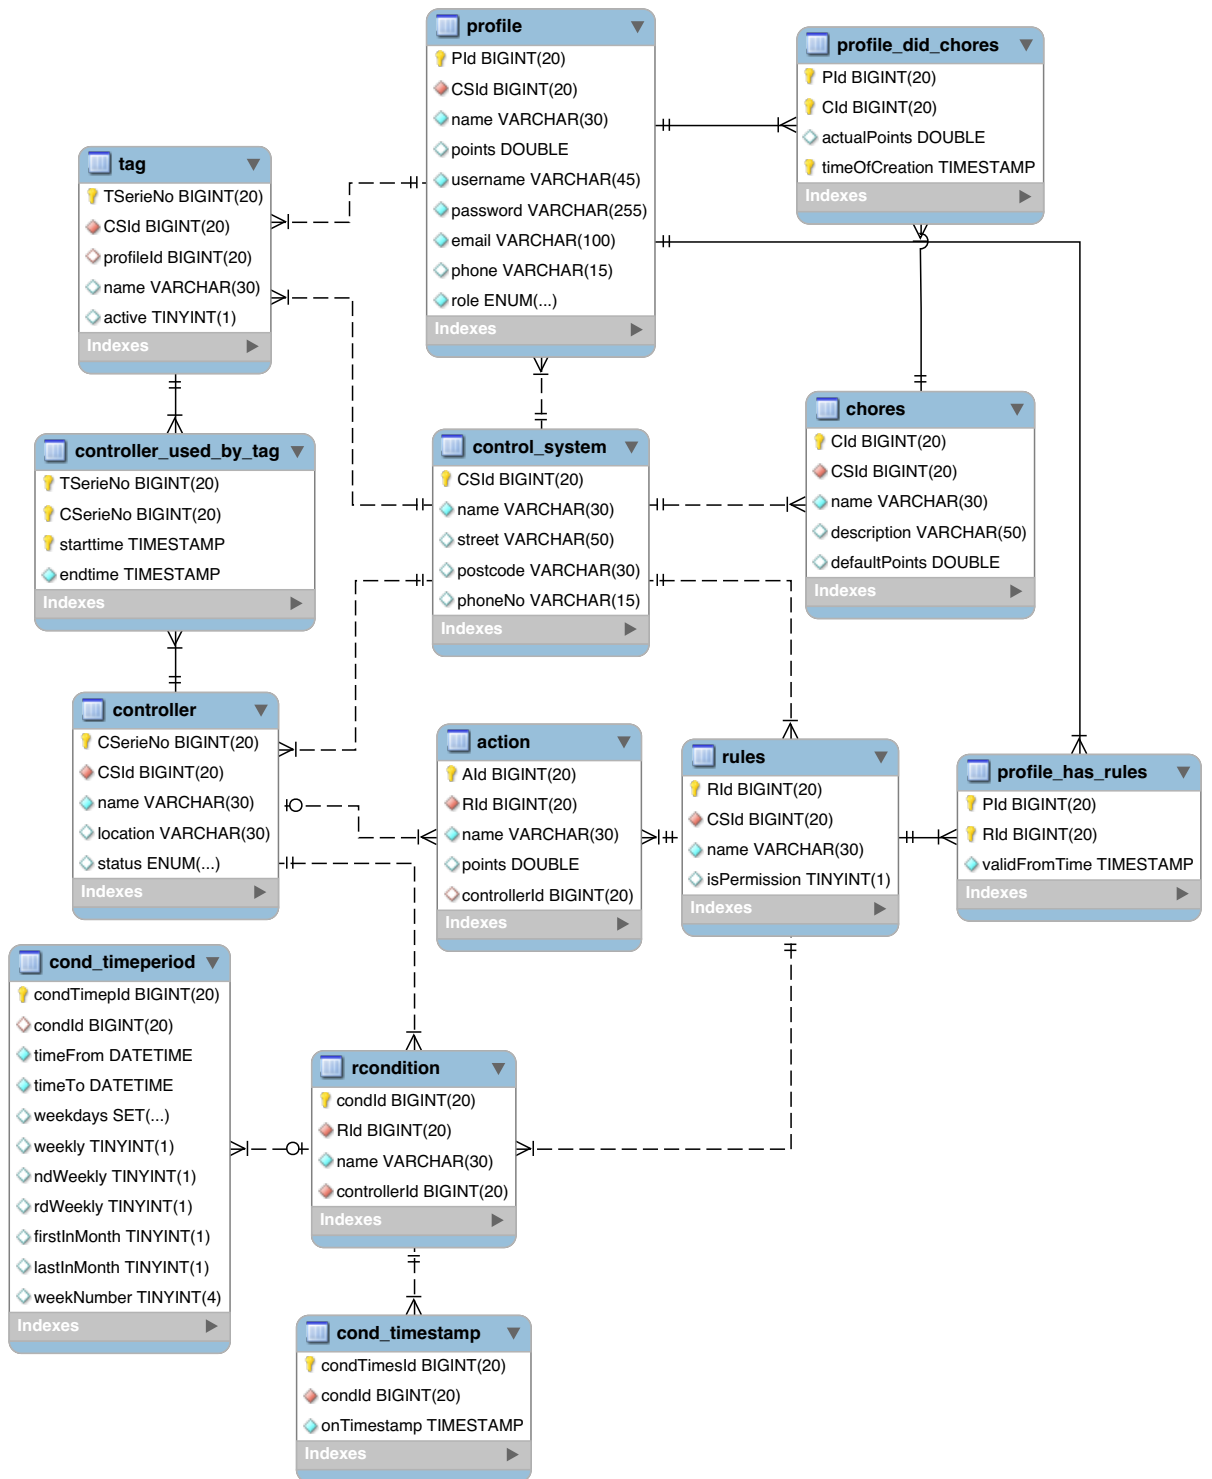 profile
PId BIGINT(20)
CSId BIGINT(20)
name VARCHAR(30)
points DOUBLE
username VARCHAR(45)
password VARCHAR(255)
email VARCHAR(100)
phone VARCHAR(15)
role ENUM(...)
Indexes
profile_did_chores
PId BIGINT(20)
CId BIGINT(20)
actualPoints DOUBLE
timeOfCreation TIMESTAMP
Indexes
tag
TSerieNo BIGINT(20)
CSId BIGINT(20)
profileId BIGINT(20)
name VARCHAR(30)
active TINYINT(1)
Indexes
controller_used_by_tag
TSerieNo BIGINT(20)
CSerieNo BIGINT(20)
starttime TIMESTAMP
endtime TIMESTAMP
Indexes
control_system
CSId BIGINT(20)
name VARCHAR(30)
street VARCHAR(50)
postcode VARCHAR(30)
phoneNo VARCHAR(15)
Indexes
chores
CId BIGINT(20)
CSId BIGINT(20)
name VARCHAR(30)
description VARCHAR(50)
defaultPoints DOUBLE
Indexes
controller
CSerieNo BIGINT(20)
CSId BIGINT(20)
name VARCHAR(30)
location VARCHAR(30)
status ENUM(...)
Indexes
action
AId BIGINT(20)
RId BIGINT(20)
name VARCHAR(30)
points DOUBLE
controllerId BIGINT(20)
Indexes
rules
RId BIGINT(20)
CSId BIGINT(20)
name VARCHAR(30)
isPermission TINYINT(1)
Indexes
profile_has_rules
PId BIGINT(20)
RId BIGINT(20)
validFromTime TIMESTAMP
Indexes
cond_timeperiod
condTimepId BIGINT(20)
condId BIGINT(20)
timeFrom DATETIME
timeTo DATETIME
weekdays SET(...)
weekly TINYINT(1)
ndWeekly TINYINT(1)
rdWeekly TINYINT(1)
firstInMonth TINYINT(1)
lastInMonth TINYINT(1)
weekNumber TINYINT(4)
Indexes
rcondition
condId BIGINT(20)
RId BIGINT(20)
name VARCHAR(30)
controllerId BIGINT(20)
Indexes
cond_timestamp
condTimesId BIGINT(20)
condId BIGINT(20)
onTimestamp TIMESTAMP
Indexes